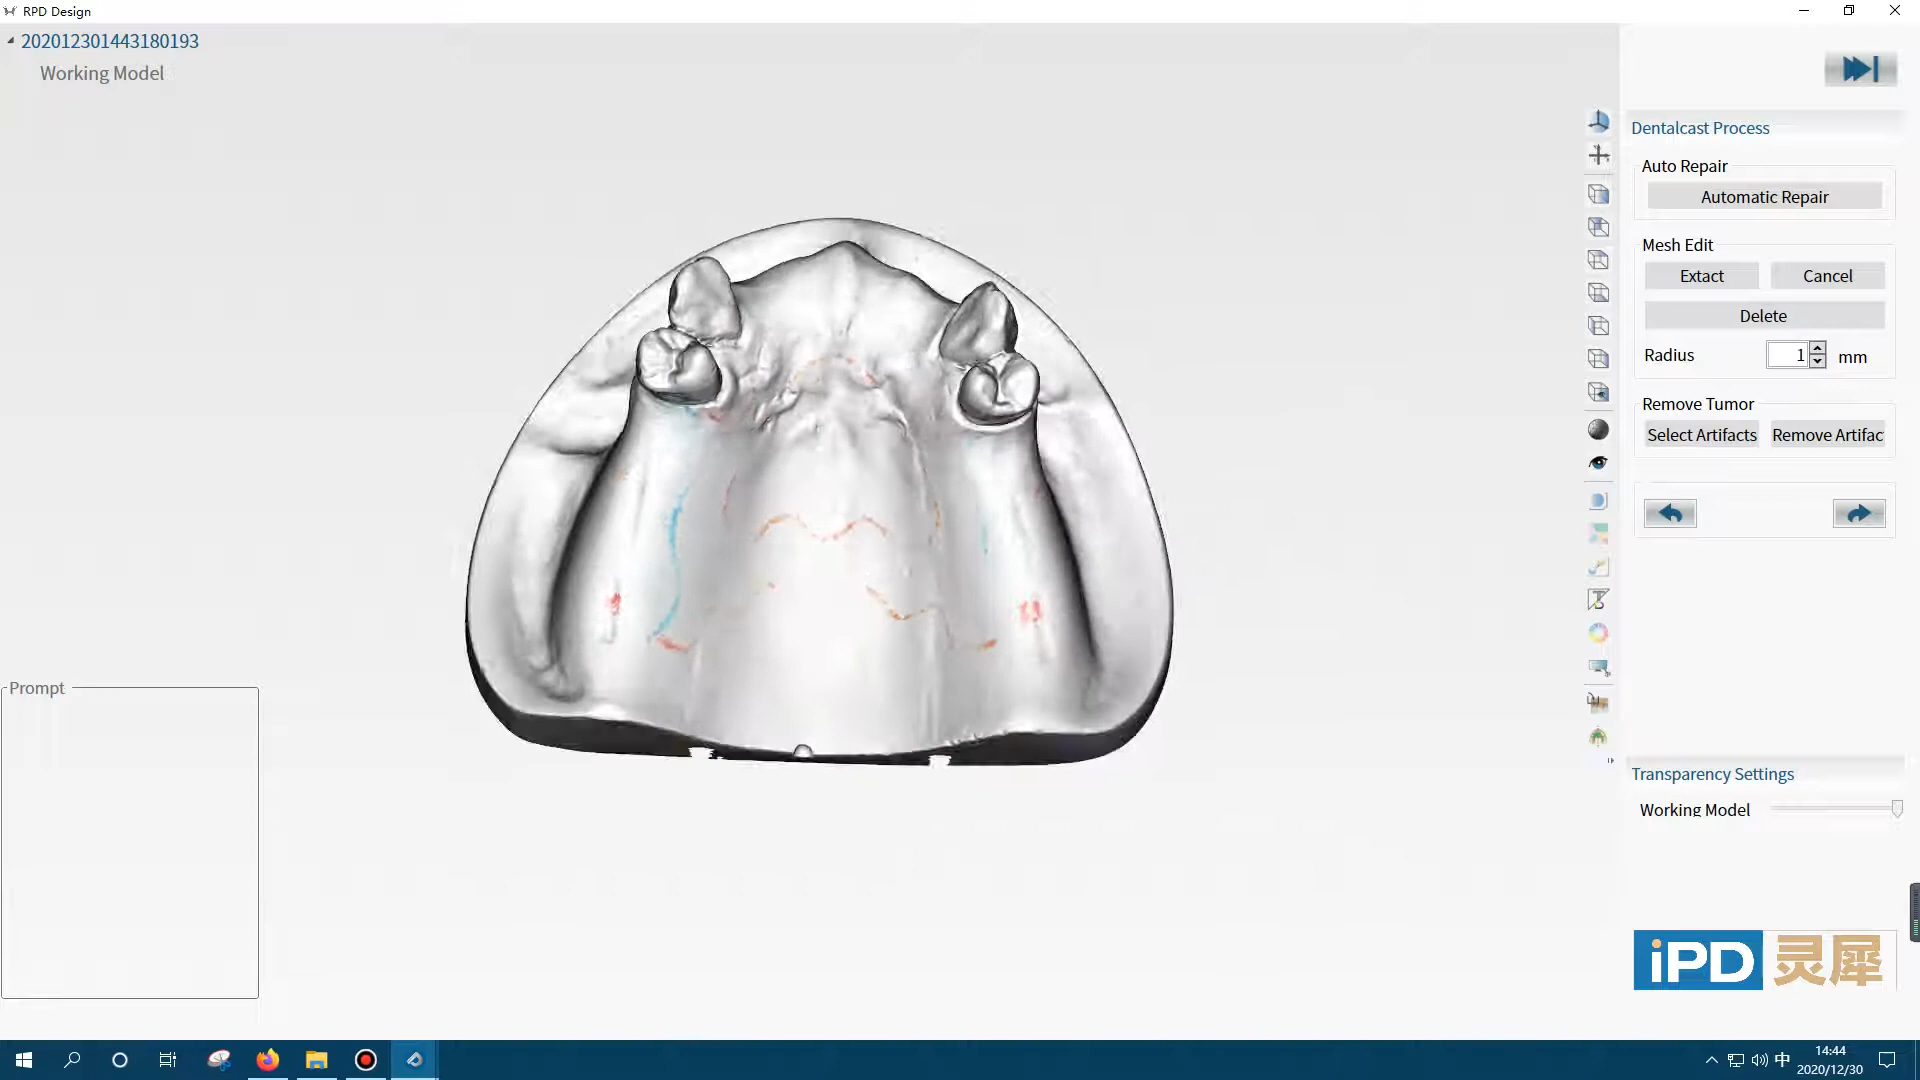 RPD Design
202012301443180193
Working Model
Dentalcast Process
Auto Repair
Automatic Repair
Mesh Edit
Extact Cancel
Delete
Radius 1 mm
Remove Tumor
Select Artifacts Remove Artifac
Prompt
Transparency Settings
Working Model
iPD 灵犀
中
14:44
2020/12/30